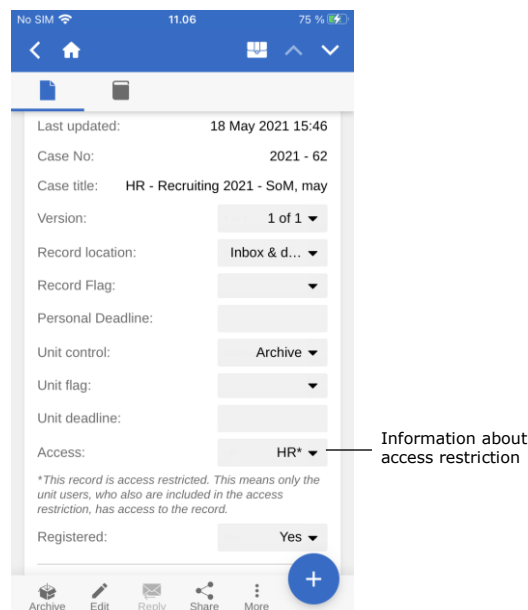 No SIM 11.06 75 %
Last updated: 18 May 2021 15:46
Case No: 2021 - 62
Case title: HR - Recruiting 2021 - SoM, may
Version: 1 of 1
Record location: Inbox & d...
Record Flag:
Personal Deadline:
Unit control: Archive
Unit flag:
Unit deadline:
Access: HR*
Information about
access restriction
*This record is access restricted. This means only the
unit users, who also are included in the access
restriction, has access to the record.
Registered: Yes
Archive Edit Reply Share More